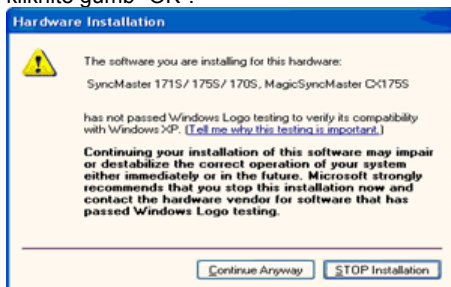 kliknite gumb "OK".
Hardware Installation
The software you are installing for this hardware:
SyncMaster 171S/ 175S/ 170S, MagicSyncMaster CX175S
has not passed Windows Logo testing to verify its compatibility
with Windows XP. (Tell me why this testing is important.)
Continuing your installation of this software may impair
or destabilize the correct operation of your system
either immediately or in the future. Microsoft strongly
recommends that you stop this installation now and
contact the hardware vendor for software that has
passed Windows Logo testing.
Continue Anyway STOP Installation